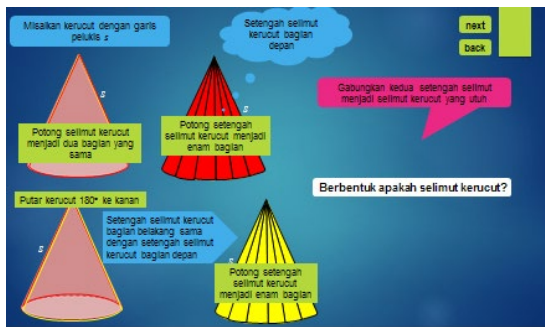 Misalkan kerucut dengan garis
pelukis s
Setengah selimut
kerucut bagian
depan
next
back
s
s
Gabungkan kedua setengah selimut
menjadi selimut kerucut yang utuh
Potong selimut kerucut
menjadi dua bagian yang
sama
Potong setengah
selimut kerucut menjadi
enam bagian
Berbentuk apakah selimut kerucut?
Putar kerucut 180° ke kanan
s
Setengah selimut kerucut
bagian belakang sama
dengan setengah selimut
kerucut bagian depan
s
Potong setengah
selimut kerucut
menjadi enam bagian